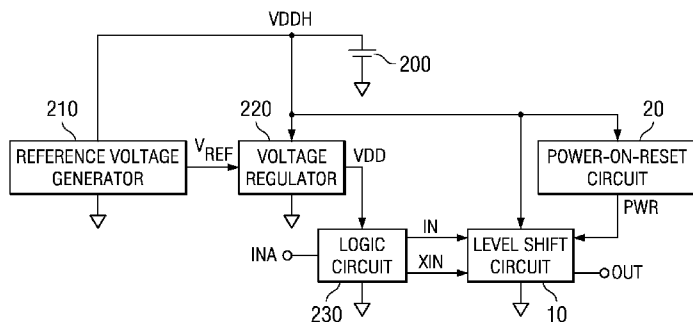 VDDH
200
210
220
20
REFERENCE VOLTAGE
GENERATOR
VREF
VOLTAGE
REGULATOR
VDD
POWER-ON-RESET
CIRCUIT
PWR
INA
LOGIC
CIRCUIT
IN
XIN
LEVEL SHIFT
CIRCUIT
OUT
230
10